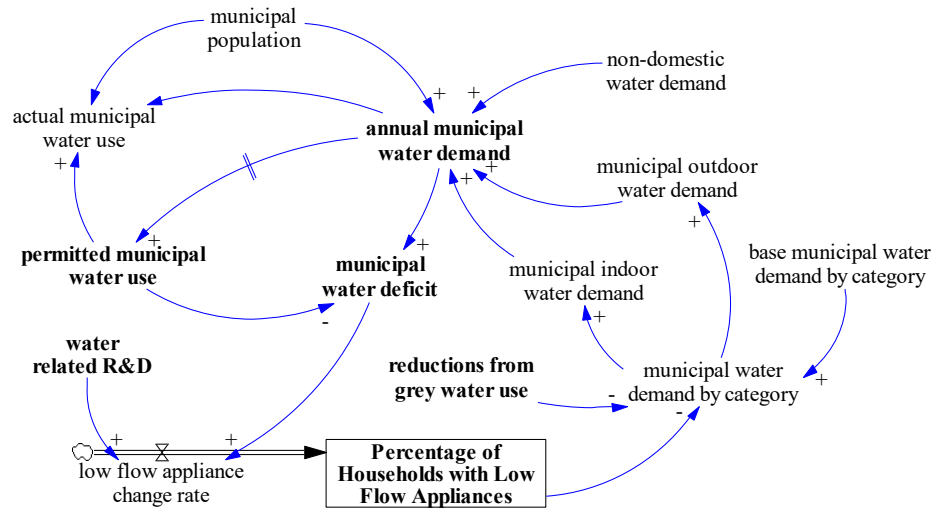 municipal
population
non-domestic
water demand
actual municipal
water use
annual municipal
water demand
municipal outdoor
water demand
permitted municipal
water use
municipal
water deficit
municipal indoor
water demand
base municipal water
demand by category
water
related R&D
reductions from
grey water use
municipal water
demand by category
low flow appliance
change rate
Percentage of
Households with Low
Flow Appliances
+
+
+
+
+
+
+
+
+
-
+
+
-
-
+
+